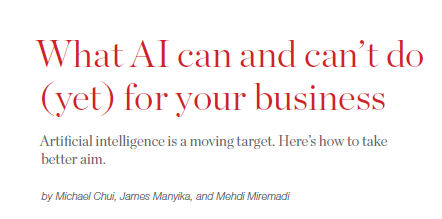 What AI can and can’t do
(yet) for your business
Artificial intelligence is a moving target. Here’s how to take
better aim.
by Michael Chui, James Manyika, and Mehdi Miremadi